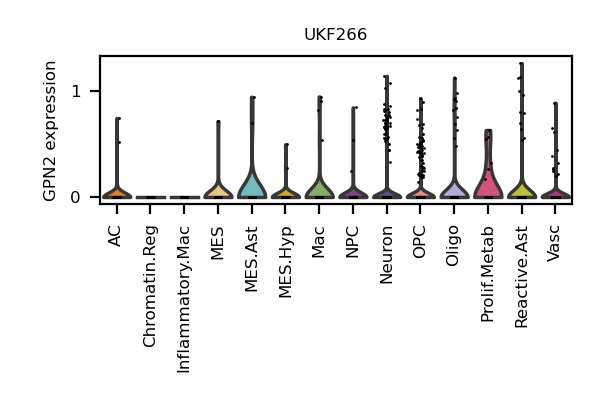 UKF266
GPN2 expression
1
0
AC
Chromatin.Reg
Inflammatory.Mac
MES
MES.Ast
MES.Hyp
Mac
NPC
Neuron
OPC
Oligo
Prolif.Metab
Reactive.Ast
Vasc